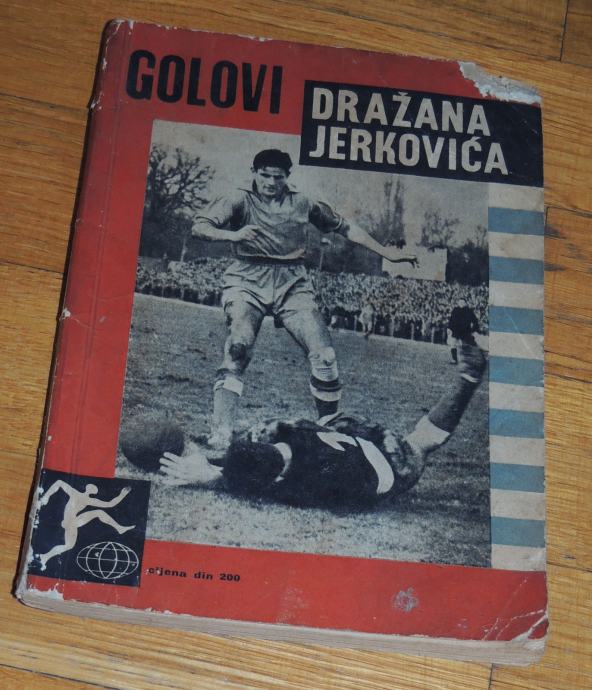 GOLOVI
DRAŽANA
JERKOVIĆA
cijena din 200